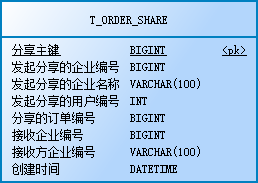 T_ORDER_SHARE
分享主键 BIGINT <pk>
发起分享的企业编号 BIGINT
发起分享的企业名称 VARCHAR(100)
发起分享的用户编号 INT
分享的订单编号 BIGINT
接收企业编号 BIGINT
接收方企业编号 VARCHAR(100)
创建时间 DATETIME